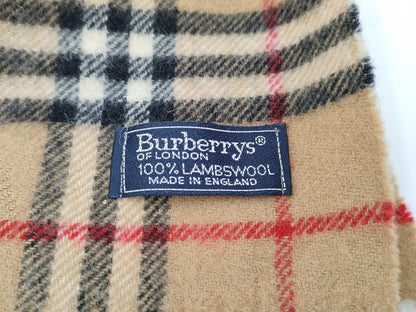 Burberrys®
OF LONDON
100% LAMBSWOOL
MADE IN ENGLAND